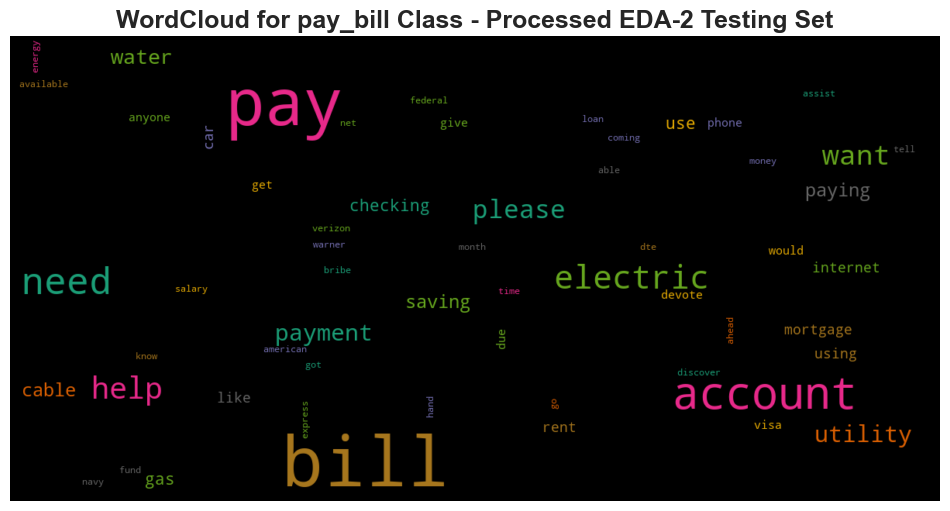 WordCloud for pay_bill Class - Processed EDA-2 Testing Set
energy
water
available
pay
federal
assist
anyone
car
net
give
loan
coming
use
phone
want
tell
able
money
get
paying
checking
please
verizon
warner
month
dte
would
need
bribe
electric
internet
salary
saving
time
devote
payment
due
ahead
mortgage
american
using
know
got
discover
cable
help
like
express
hand
go
account
rent
visa
utility
bill
fund
navy
gas